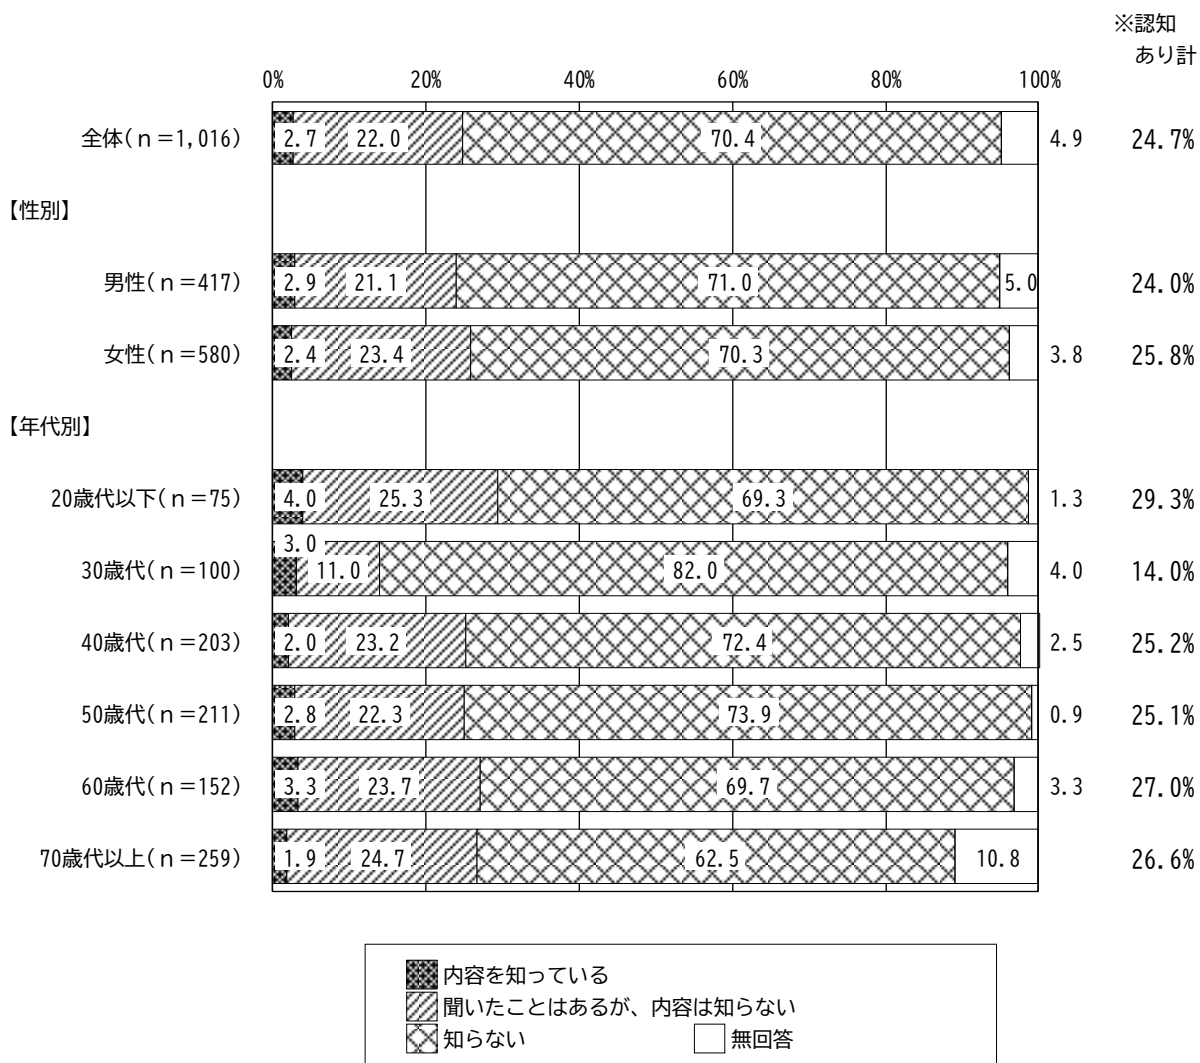 ※認知
あり計
0% 20% 40% 60% 80% 100%
全体(ｎ=1,016) 2.7 22.0 70.4 4.9 24.7%
【性別】
男性(ｎ=417) 2.9 21.1 71.0 5.0 24.0%
女性(ｎ=580) 2.4 23.4 70.3 3.8 25.8%
【年代別】
20歳代以下(ｎ=75) 4.0 25.3 69.3 1.3 29.3%
30歳代(ｎ=100) 3.0 11.0 82.0 4.0 14.0%
40歳代(ｎ=203) 2.0 23.2 72.4 2.5 25.2%
50歳代(ｎ=211) 2.8 22.3 73.9 0.9 25.1%
60歳代(ｎ=152) 3.3 23.7 69.7 3.3 27.0%
70歳代以上(ｎ=259) 1.9 24.7 62.5 10.8 26.6%
内容を知っている
聞いたことはあるが、内容は知らない
知らない 無回答